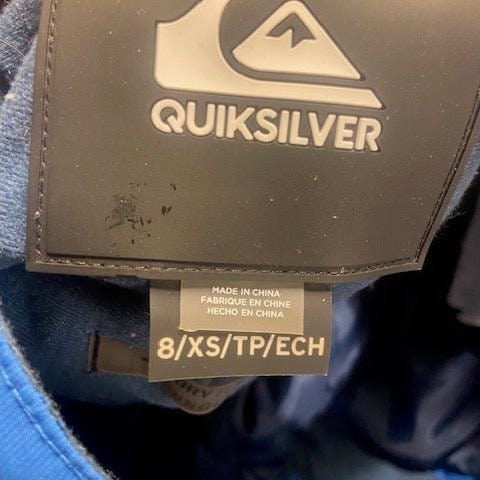 QUIKSILVER
MADE IN CHINA
FABRIQUE EN CHINE
HECHO EN CHINA
8/XS/TP/ECH